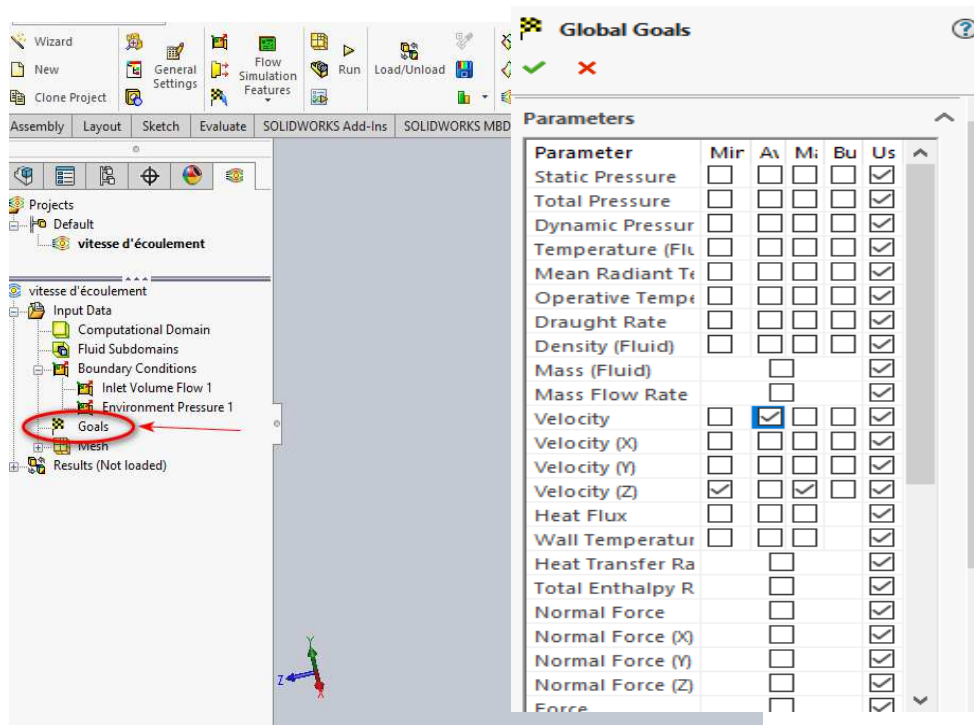 Wizard
New
Clone Project
General
Settings
Flow
Simulation
Features
Run
Load/Unload
Assembly
Layout
Sketch
Evaluate
SOLIDWORKS Add-Ins
SOLIDWORKS MBD
Projects
Default
vitesse d'écoulement
vitesse d'écoulement
Input Data
Computational Domain
Fluid Subdomains
Boundary Conditions
Inlet Volume Flow 1
Environment Pressure 1
Goals
Mesh
Results (Not loaded)
Y
Z
X
Global Goals
?
Parameters
Parameter Mir Av Ma Bu Us
Static Pressure
Total Pressure
Dynamic Pressur
Temperature (Flu
Mean Radiant Te
Operative Tempe
Draught Rate
Density (Fluid)
Mass (Fluid)
Mass Flow Rate
Velocity
Velocity (X)
Velocity (Y)
Velocity (Z)
Heat Flux
Wall Temperatur
Heat Transfer Ra
Total Enthalpy R
Normal Force
Normal Force (X)
Normal Force (Y)
Normal Force (Z)
Force